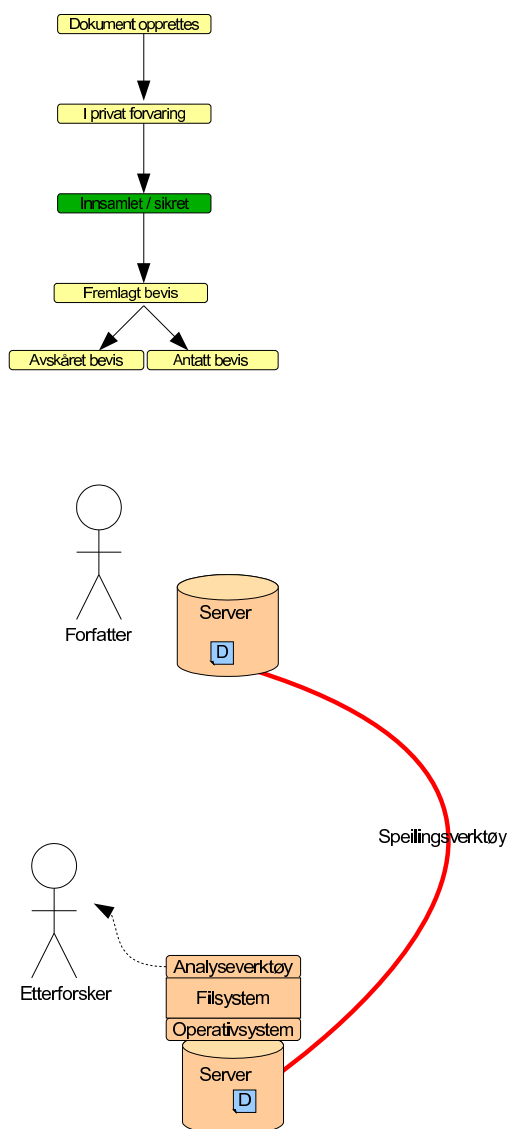 Dokument opprettes
I privat forvaring
Innsamlet / sikret
Fremlagt bevis
Avskåret bevis
Antatt bevis
Forfatter
Server
D
Speilingsverktøy
Etterforsker
Analyseverktøy
Filsystem
Operativsystem
Server
D